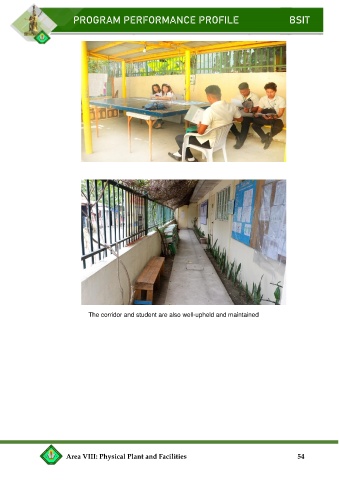 PROGRAM PERFORMANCE PROFILE BSIT
The corridor and student are also well-upheld and maintained
Area VIII: Physical Plant and Facilities 54